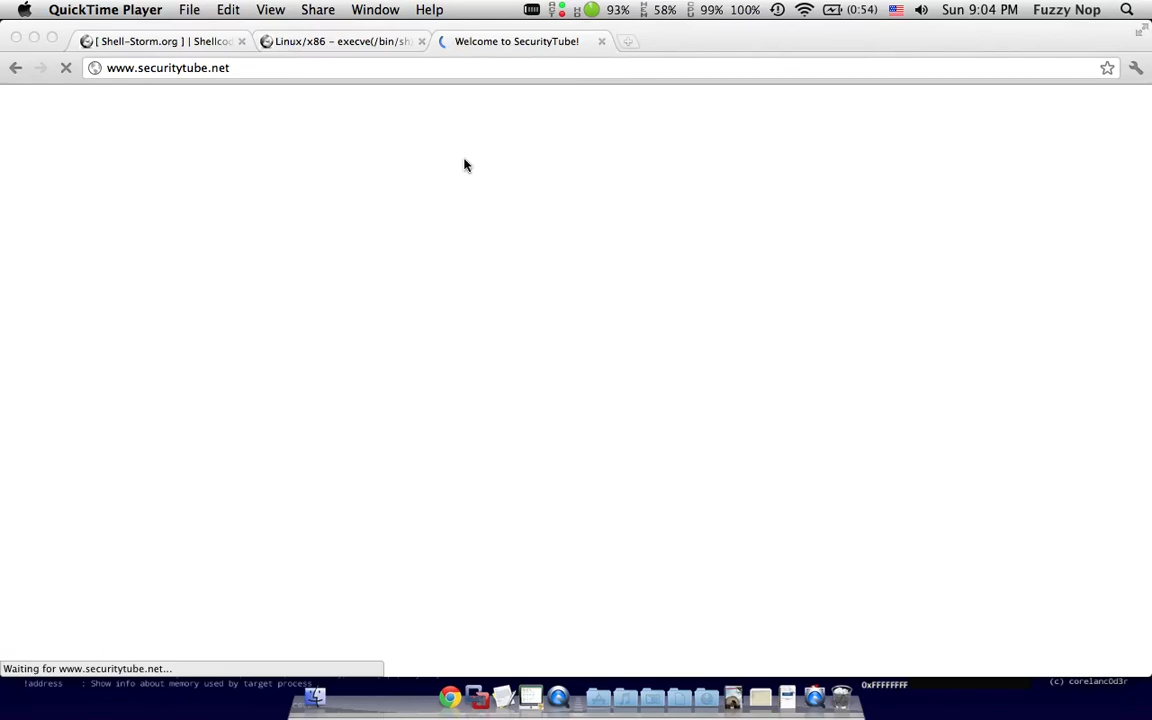 QuickTime Player File Edit View Share Window Help 93% 58% 99% 100% (0:54) Sun 9:04 PM Fuzzy Nop
[ Shell-Storm.org ] | Shellcod Linux/x86 – execve(/bin/sh Welcome to SecurityTube!
www.securitytube.net
Waiting for www.securitytube.net...
!address : Show info about memory used by target process
0xFFFFFFFF
(c) corelanc0d3r